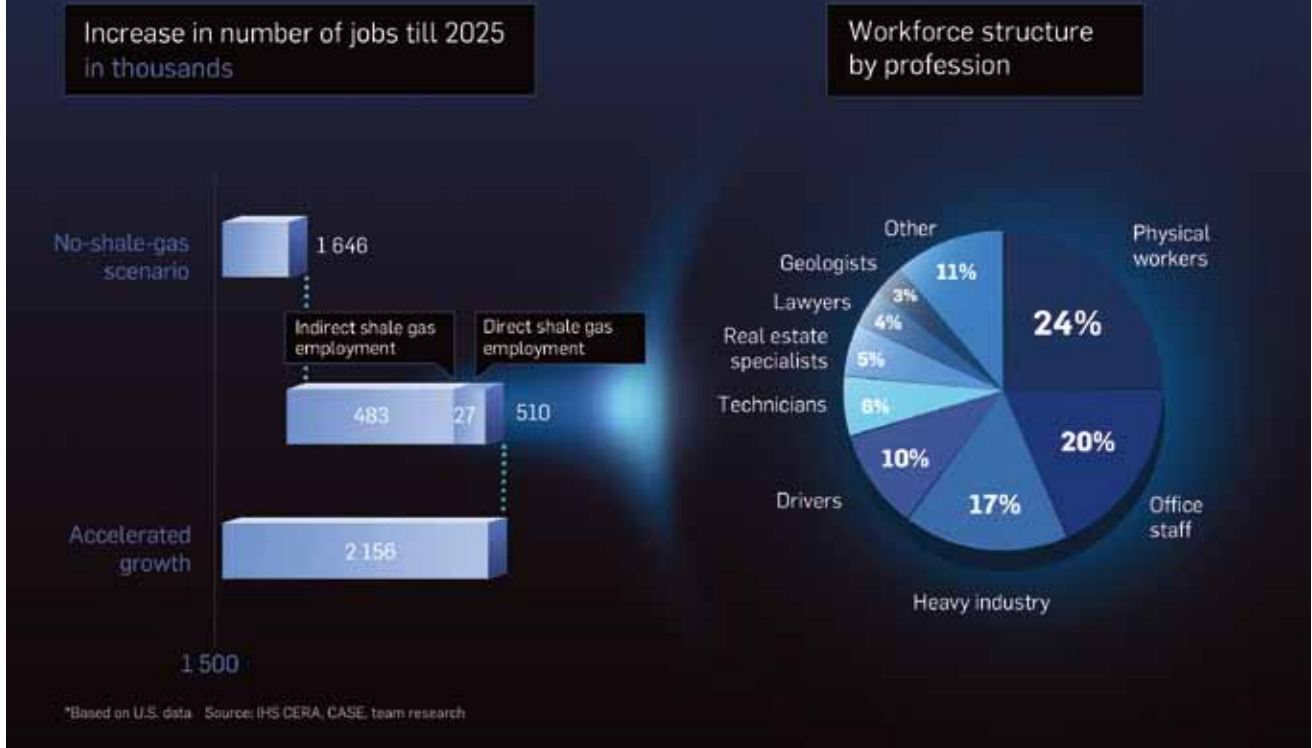 Increase in number of jobs till 2025
in thousands
No-shale-gas
scenario
1 646
Indirect shale gas
employment
Direct shale gas
employment
483
27
510
Accelerated
growth
2 156
1 500
*Based on U.S. data Source: IHS CERA, CASE, team research
Workforce structure
by profession
Other
11%
Geologists
3%
Lawyers
4%
Real estate
specialists
5%
Technicians
6%
Drivers
10%
Heavy industry
17%
Office
staff
20%
Physical
workers
24%